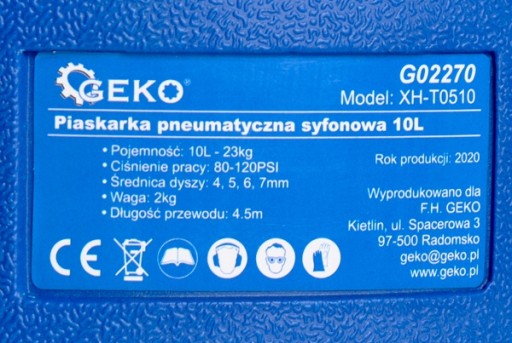 GEKO®
G02270
Model: XH-T0510
Piaskarka pneumatyczna syfonowa 10L
• Pojemność: 10L - 23kg
• Ciśnienie pracy: 80-120PSI
• Średnica dyszy: 4, 5, 6, 7mm
• Waga: 2kg
• Długość przewodu: 4.5m
Rok produkcji: 2020
Wyprodukowano dla
F.H. GEKO
Kietlin, ul. Spacerowa 3
97-500 Radomsko
geko@geko.pl
www.geko.pl
CE